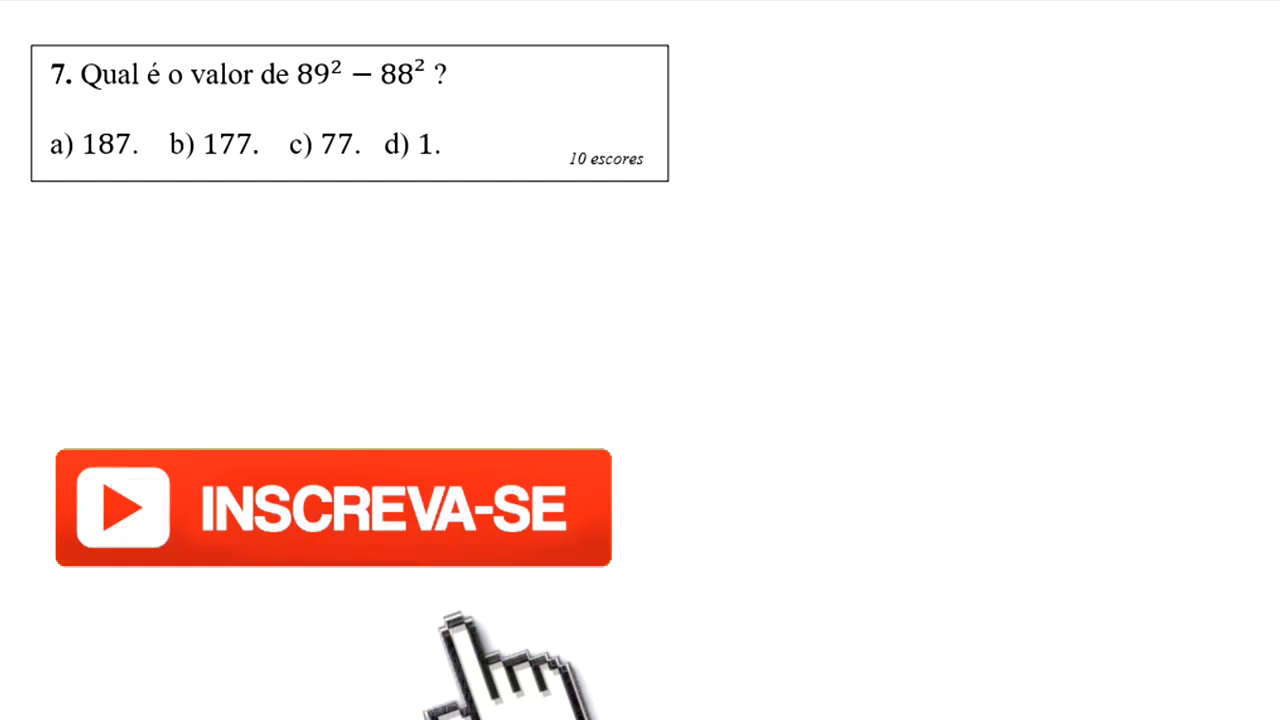 7. Qual é o valor de 89² − 88² ?
a) 187. b) 177. c) 77. d) 1.
10 escores
INSCREVA-SE